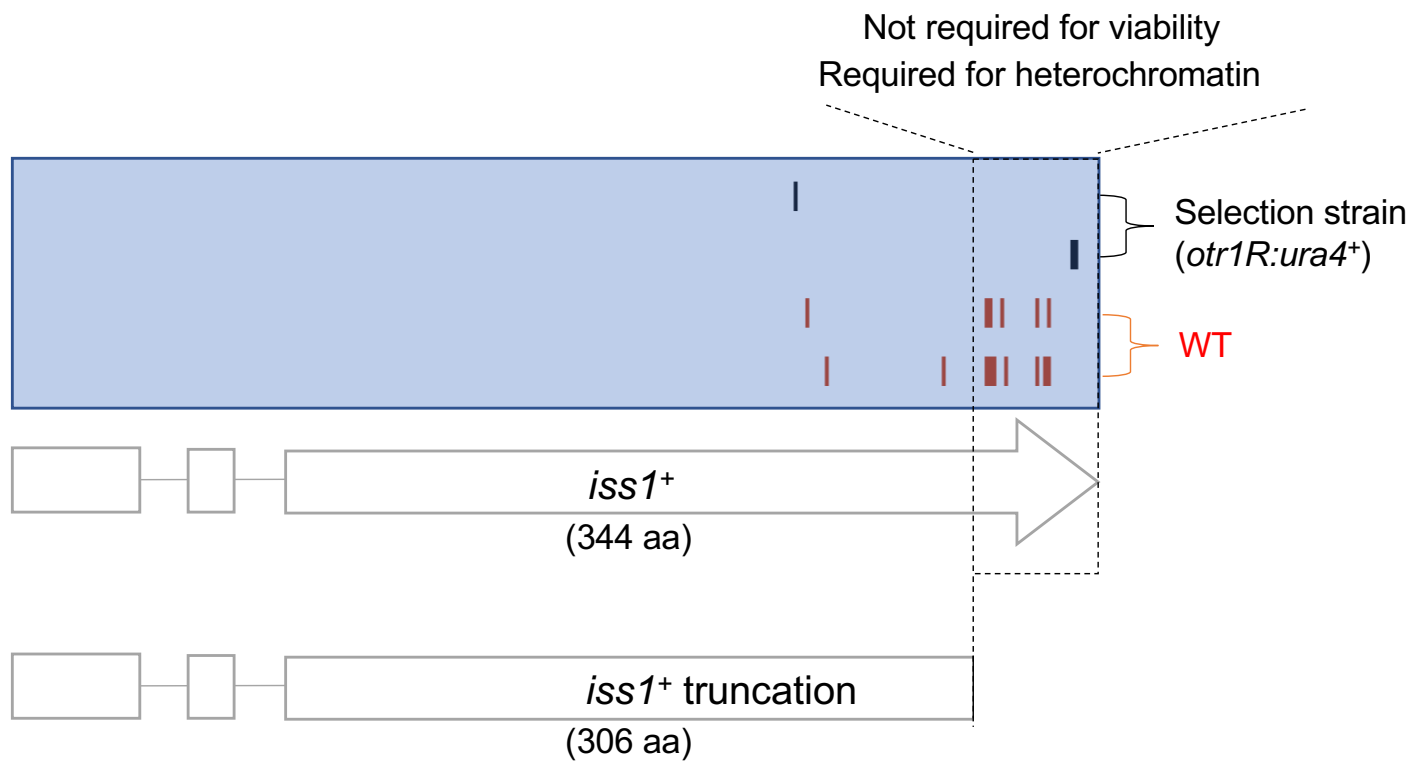 Not required for viability
Required for heterochromatin
Selection strain
(otr1R:ura4⁺)
WT
iss1⁺
(344 aa)
iss1⁺ truncation
(306 aa)